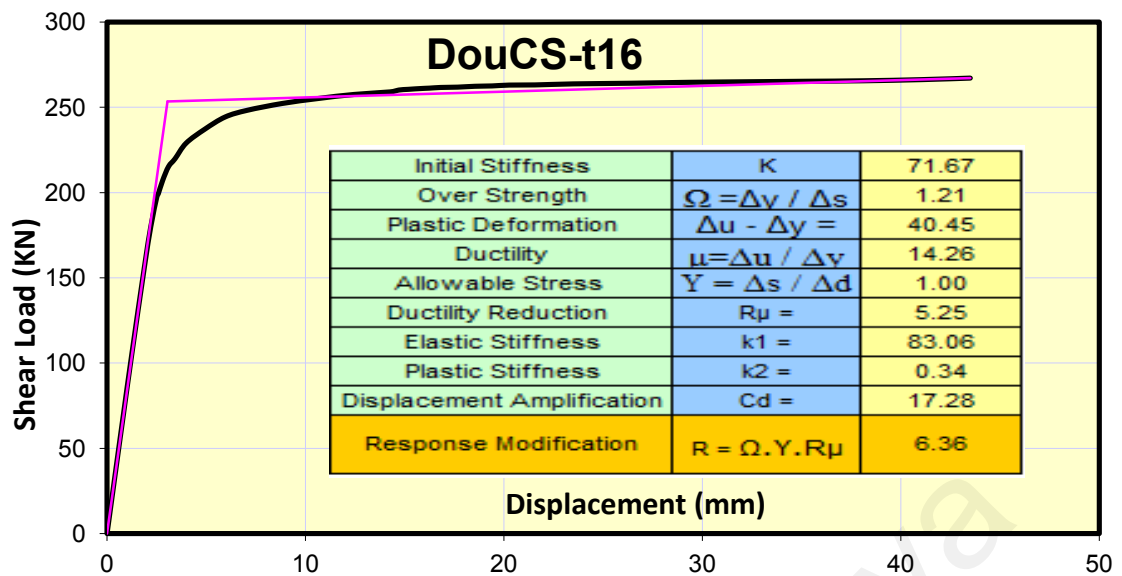 DouCS-t16
300
250
200
150
100
50
0
Shear Load (KN)
Initial Stiffness K 71.67
Over Strength Ω =Δy / Δs 1.21
Plastic Deformation Δu - Δy = 40.45
Ductility μ=Δu / Δy 14.26
Allowable Stress Y = Δs / Δd 1.00
Ductility Reduction Rμ = 5.25
Elastic Stiffness k1 = 83.06
Plastic Stiffness k2 = 0.34
Displacement Amplification Cd = 17.28
Response Modification R = Ω.Y.Rμ 6.36
Displacement (mm)
0 10 20 30 40 50